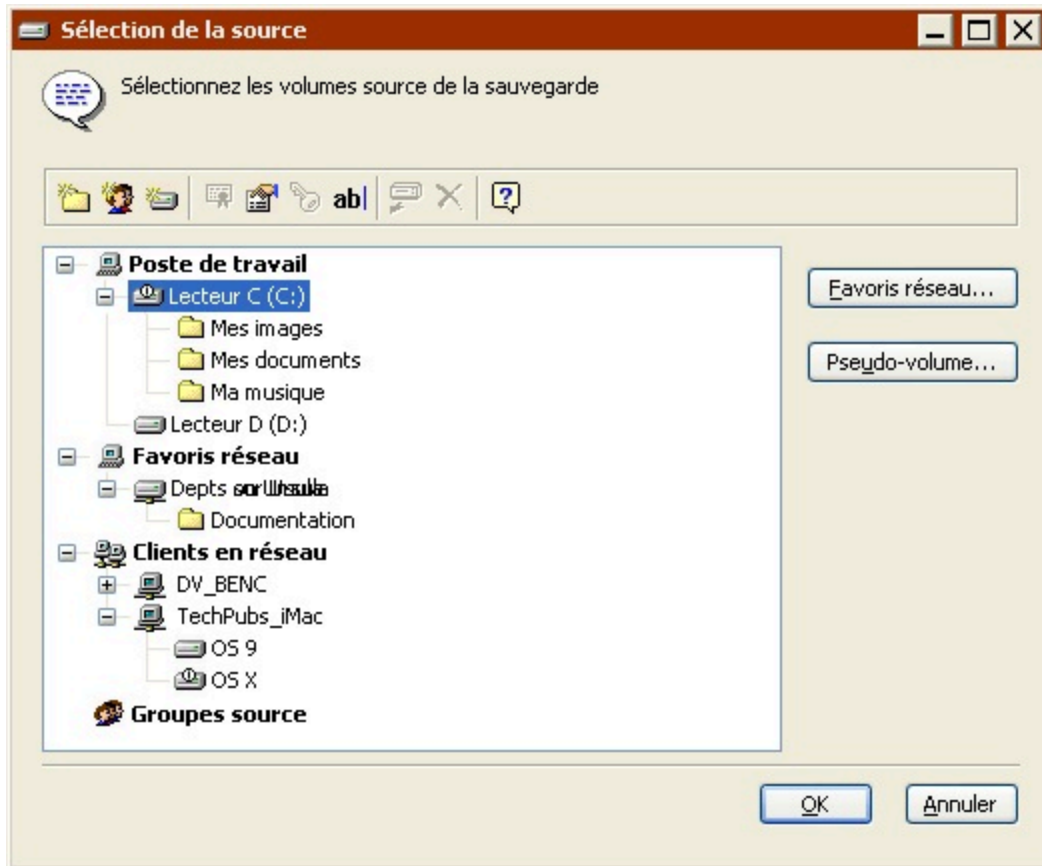 Sélection de la source
Sélectionnez les volumes source de la sauvegarde
ab|
Poste de travail
Lecteur C (C:)
Mes images
Mes documents
Ma musique
Lecteur D (D:)
Favoris réseau
Depts
Documentation
Clients en réseau
DV_BENC
TechPubs_iMac
OS 9
OS X
Groupes source
Favoris réseau...
Pseudo-volume...
OK
Annuler